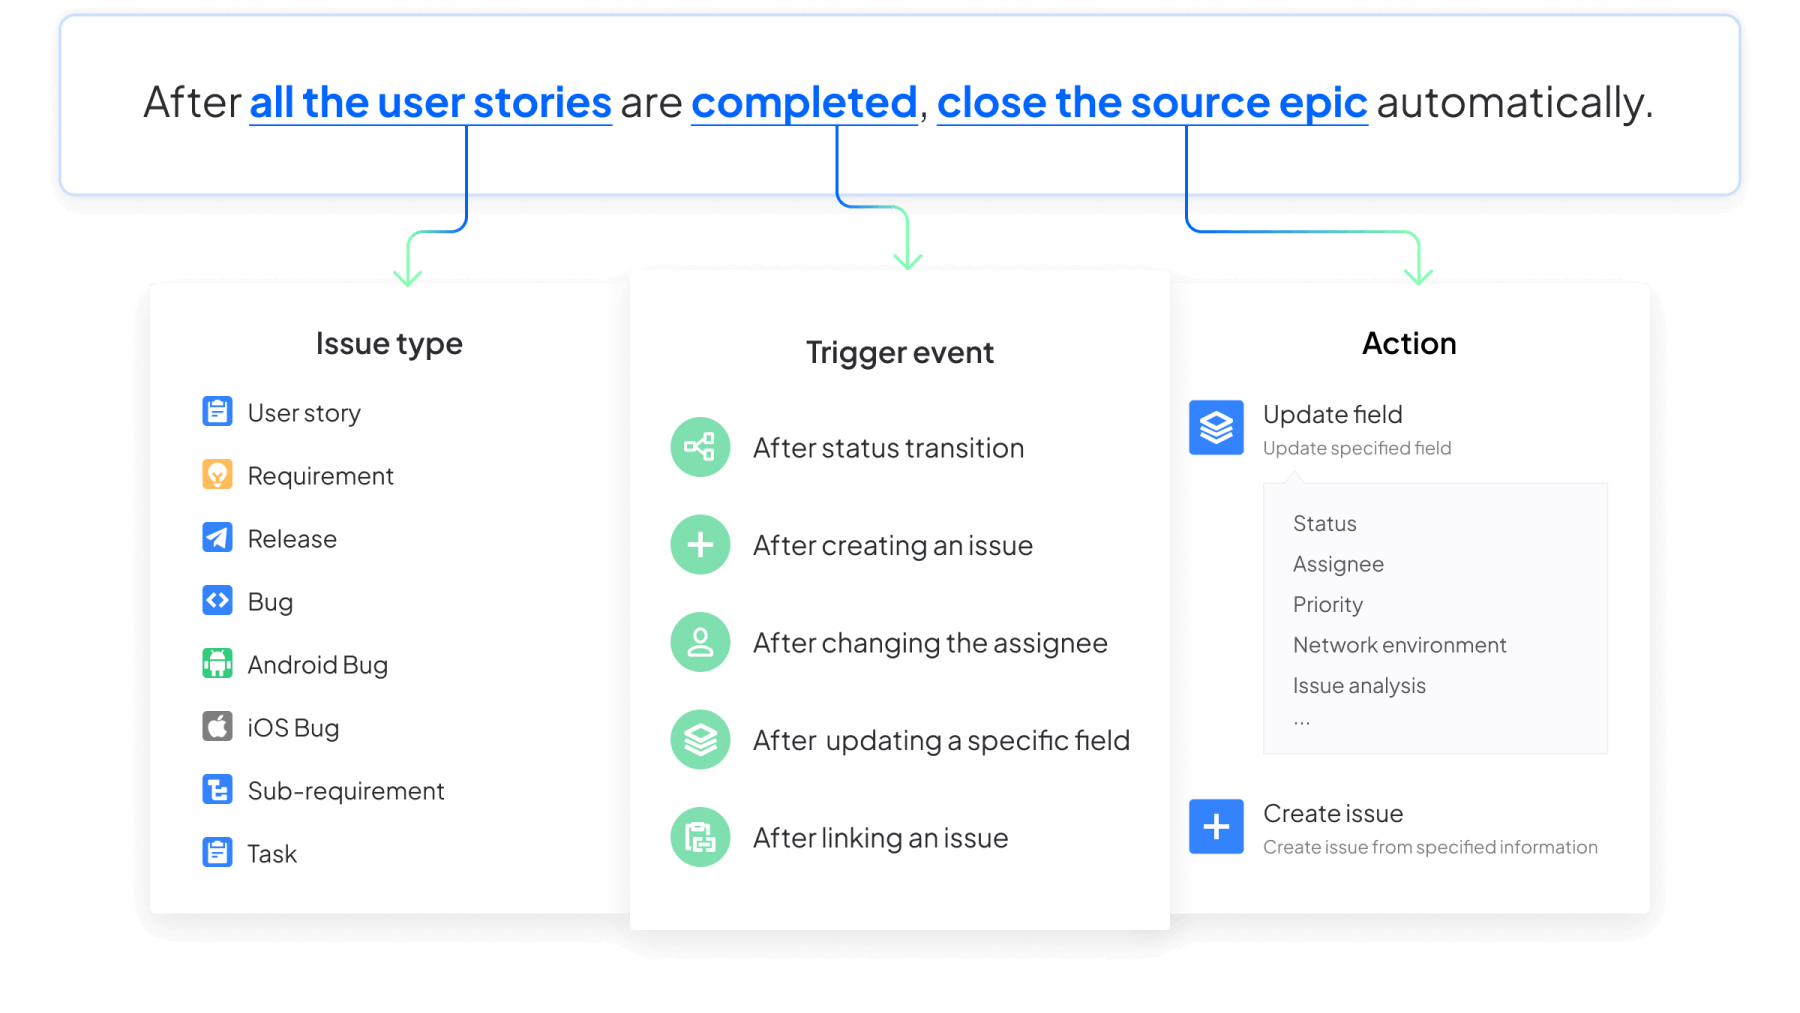 After all the user stories are completed, close the source epic automatically.
Issue type
User story
Requirement
Release
Bug
Android Bug
iOS Bug
Sub-requirement
Task
Trigger event
After status transition
After creating an issue
After changing the assignee
After updating a specific field
After linking an issue
Action
Update field
Update specified field
Status
Assignee
Priority
Network environment
Issue analysis
...
Create issue
Create issue from specified information